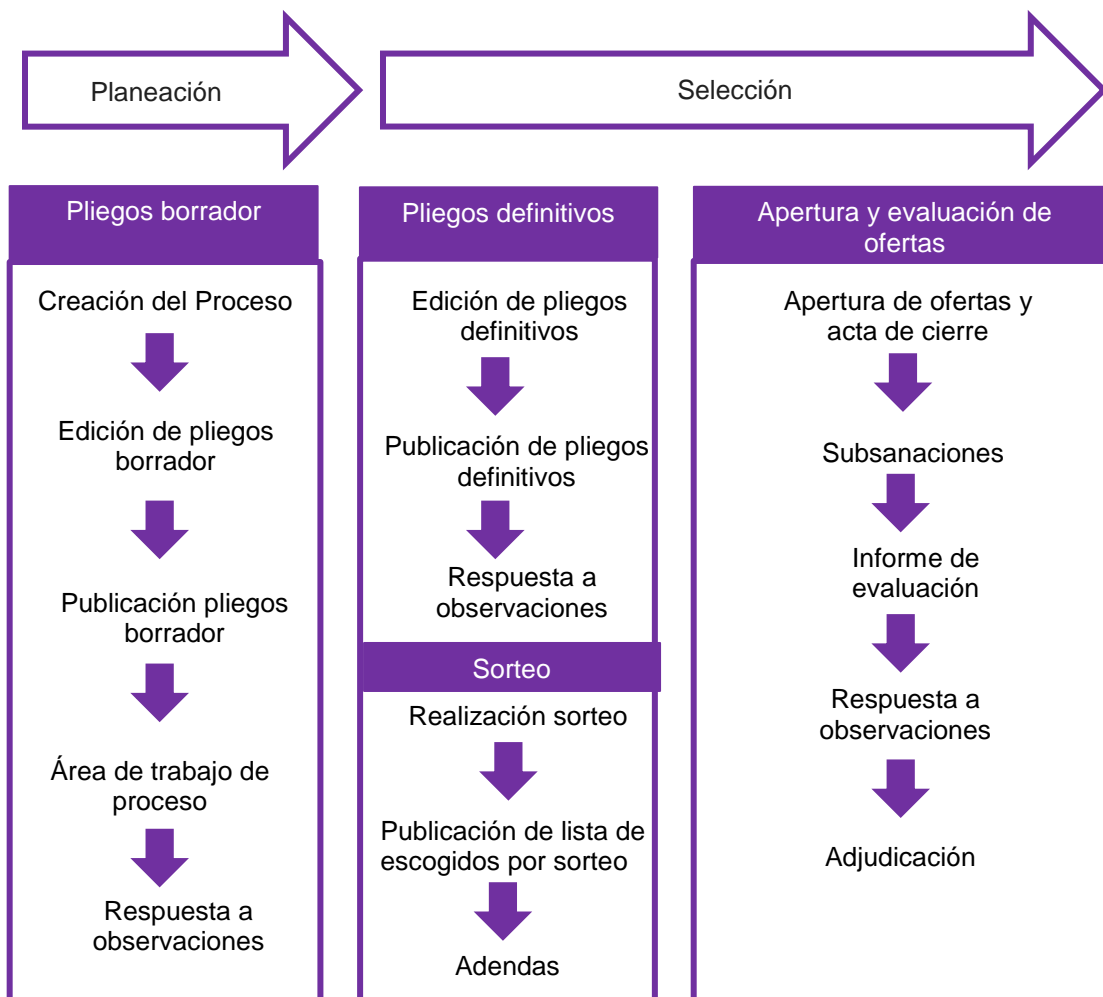 Planeación
Selección
Pliegos borrador
Creación del Proceso
Edición de pliegos
borrador
Publicación pliegos
borrador
Área de trabajo de
proceso
Respuesta a
observaciones
Pliegos definitivos
Edición de pliegos
definitivos
Publicación de pliegos
definitivos
Respuesta a
observaciones
Sorteo
Realización sorteo
Publicación de lista de
escogidos por sorteo
Adendas
Apertura y evaluación de
ofertas
Apertura de ofertas y
acta de cierre
Subsanaciones
Informe de
evaluación
Respuesta a
observaciones
Adjudicación